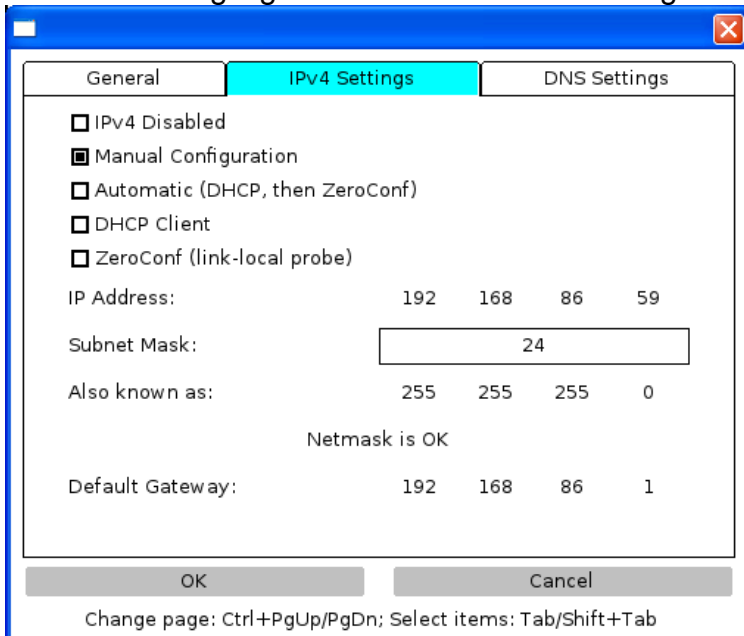 General IPv4 Settings DNS Settings
IPv4 Disabled
Manual Configuration
Automatic (DHCP, then ZeroConf)
DHCP Client
ZeroConf (link-local probe)
IP Address: 192 168 86 59
Subnet Mask: 24
Also known as: 255 255 255 0
Netmask is OK
Default Gateway: 192 168 86 1
OK Cancel
Change page: Ctrl+PgUp/PgDn; Select items: Tab/Shift+Tab